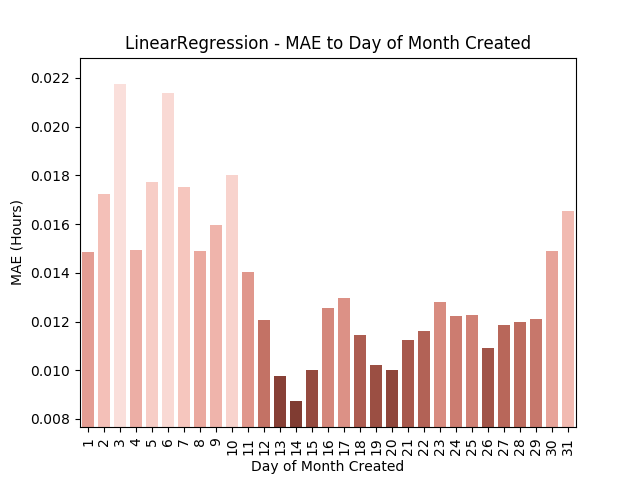 LinearRegression - MAE to Day of Month Created
MAE (Hours)
0.022
0.020
0.018
0.016
0.014
0.012
0.010
0.008
1 2 3 4 5 6 7 8 9 10 11 12 13 14 15 16 17 18 19 20 21 22 23 24 25 26 27 28 29 30 31
Day of Month Created